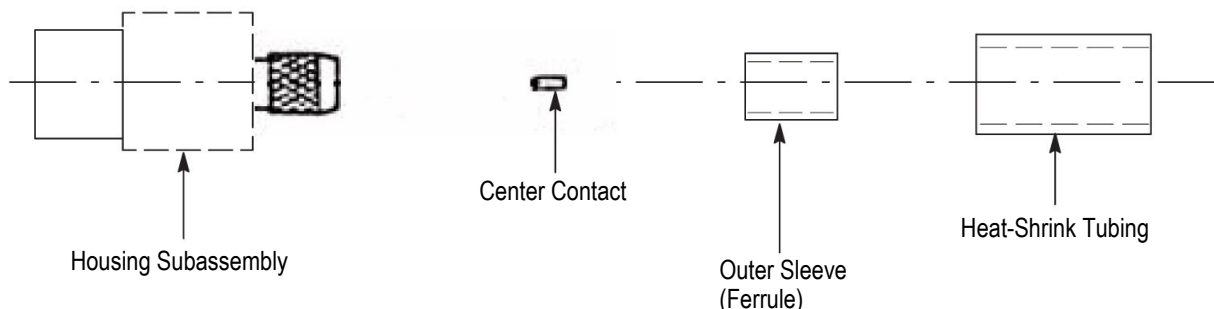 Center Contact
Heat-Shrink Tubing
Housing Subassembly
Outer Sleeve
(Ferrule)